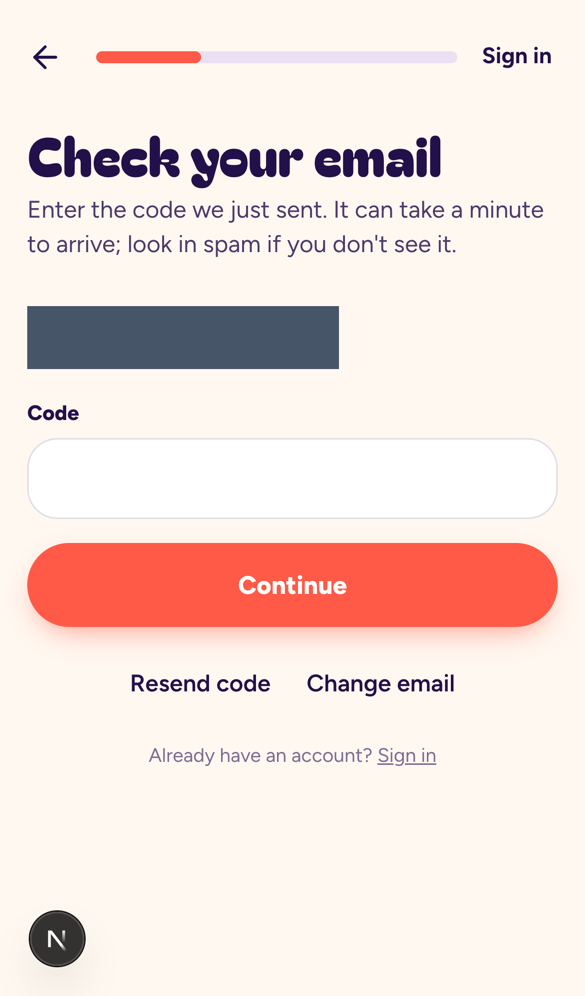 Sign in
Check your email
Enter the code we just sent. It can take a minute
to arrive; look in spam if you don't see it.
Code
Continue
Resend code Change email
Already have an account? Sign in
N